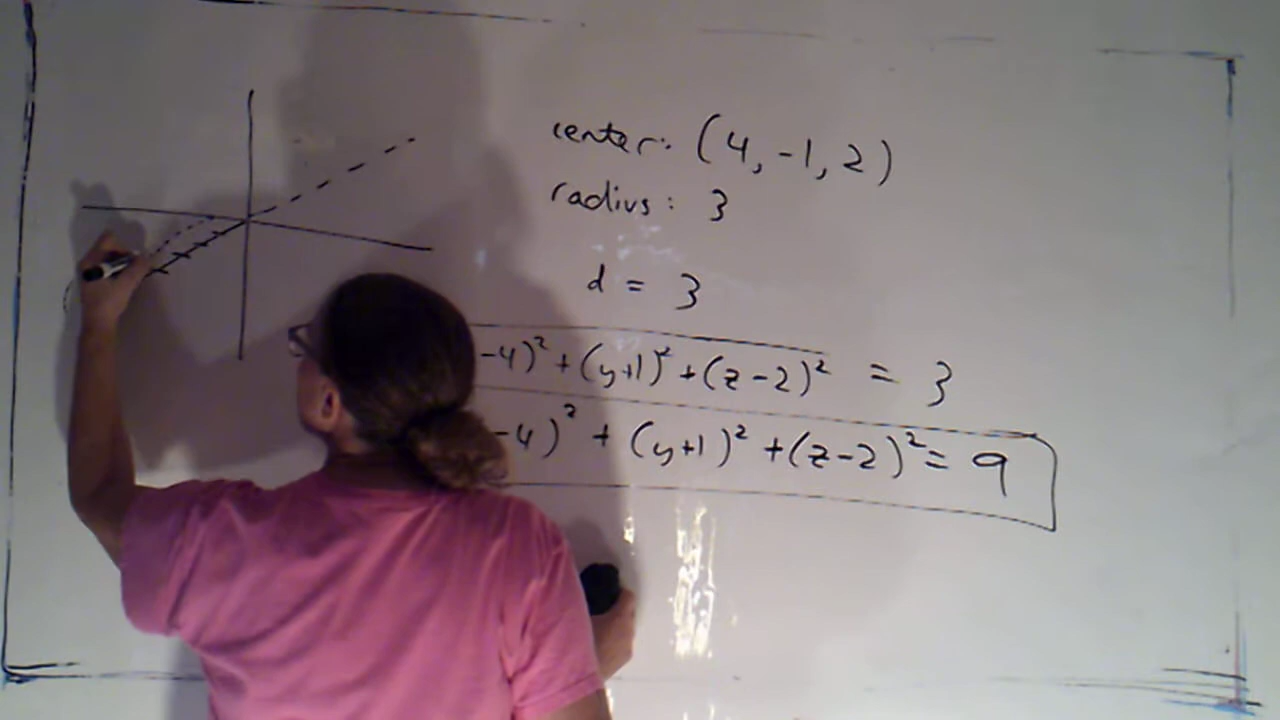 center: (4, -1, 2)
radius: 3
d = 3
-4)² + (y+1)² + (z-2)² = 3
-4)² + (y+1)² + (z-2)² = 9